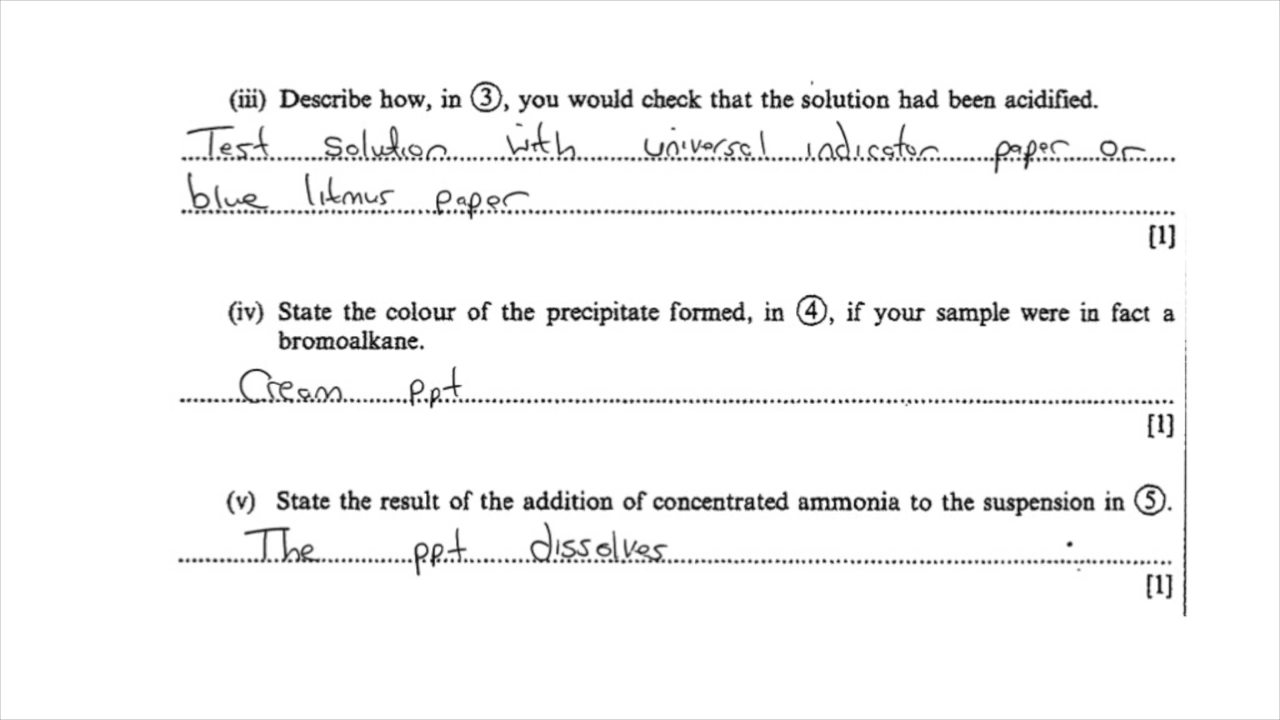 (iii) Describe how, in ③, you would check that the solution had been acidified.
Test solution with universal indicator paper or
blue litmus paper
[1]
(iv) State the colour of the precipitate formed, in ④, if your sample were in fact a
bromoalkane.
Cream ppt
[1]
(v) State the result of the addition of concentrated ammonia to the suspension in ⑤.
The ppt dissolves
[1]